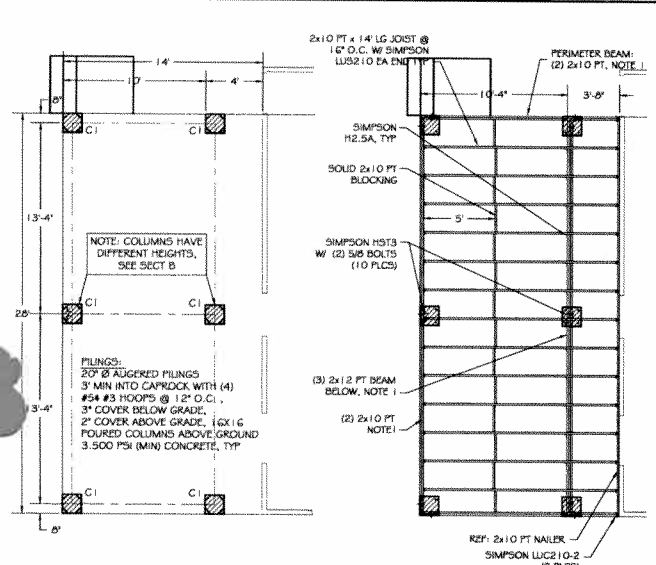 14'
10'
4'
8"
C1
C1
13'-4"
NOTE: COLUMNS HAVE
DIFFERENT HEIGHTS,
SEE SECT B
28'
C1
C1
PILINGS:
20" Ø AUGERED PILINGS
3' MIN INTO CAPROCK WITH (4)
#5# #3 HOOPS @ 12" O.C.,
3" COVER BELOW GRADE,
2" COVER ABOVE GRADE, 16X16
POURED COLUMNS ABOVE GROUND
3,500 PSI (MIN) CONCRETE, TYP
3'-4"
C1
C1
8"
2x10 PT x 14' LG JOIST @
16" O.C. W/ SIMPSON
LUS210 EA END TYP
PERIMETER BEAM:
(2) 2x10 PT, NOTE 1
10'-4"
3'-8"
SIMPSON
H2.5A, TYP
SOLID 2x10 PT
BLOCKING
5'
SIMPSON HST3
W/ (2) 5/8 BOLTS
(10 PLCS)
(3) 2x12 PT BEAM
BELOW, NOTE 1
(2) 2x10 PT
NOTE1
REF: 2x10 PT NAILER
SIMPSON LUC210-2